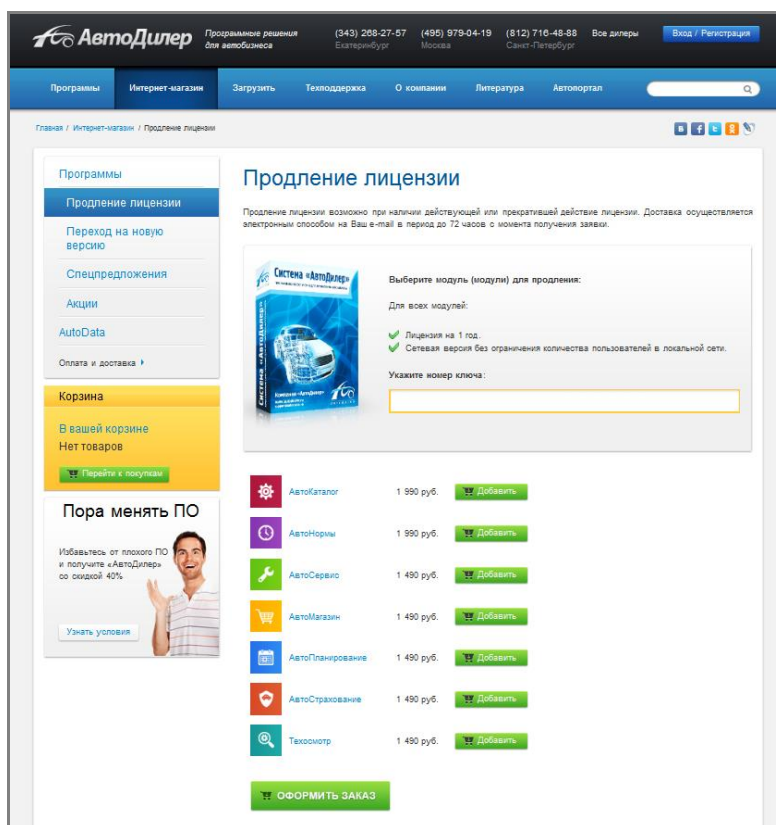 АвтоДилер
Программные решения
для автобизнеса
(343) 268-27-57
Екатеринбург
(495) 979-04-19
Москва
(812) 716-48-88
Санкт-Петербург
Все дилеры
Вход / Регистрация
Программы
Интернет-магазин
Загрузить
Техподдержка
О компании
Литература
Автопортал
Главная / Интернет-магазин / Продление лицензии
Программы
Продление лицензии
Переход на новую
версию
Спецпредложения
Акции
AutoData
Оплата и доставка
Корзина
В вашей корзине
Нет товаров
Перейти к покупкам
Пора менять ПО
Избавьтесь от плохого ПО
и получите «АвтоДилер»
со скидкой 40%
Узнать условия
Продление лицензии
Продление лицензии возможно при наличии действующей или прекратившей действие лицензии. Доставка осуществляется
электронным способом на Ваш e-mail в период до 72 часов с момента получения заявки.
Система «АвтоДилер»
Система «АвтоДилер»
Компания «АвтоДилер»
Выберите модуль (модули) для продления:
Для всех модулей:
Лицензия на 1 год.
Сетевая версия без ограничения количества пользователей в локальной сети.
Укажите номер ключа:
АвтоКаталог 1 990 руб. Добавить
АвтоНормы 1 990 руб. Добавить
АвтоСервис 1 490 руб. Добавить
АвтоМагазин 1 490 руб. Добавить
АвтоПланирование 1 490 руб. Добавить
АвтоСтрахование 1 490 руб. Добавить
Техосмотр 1 490 руб. Добавить
ОФОРМИТЬ ЗАКАЗ